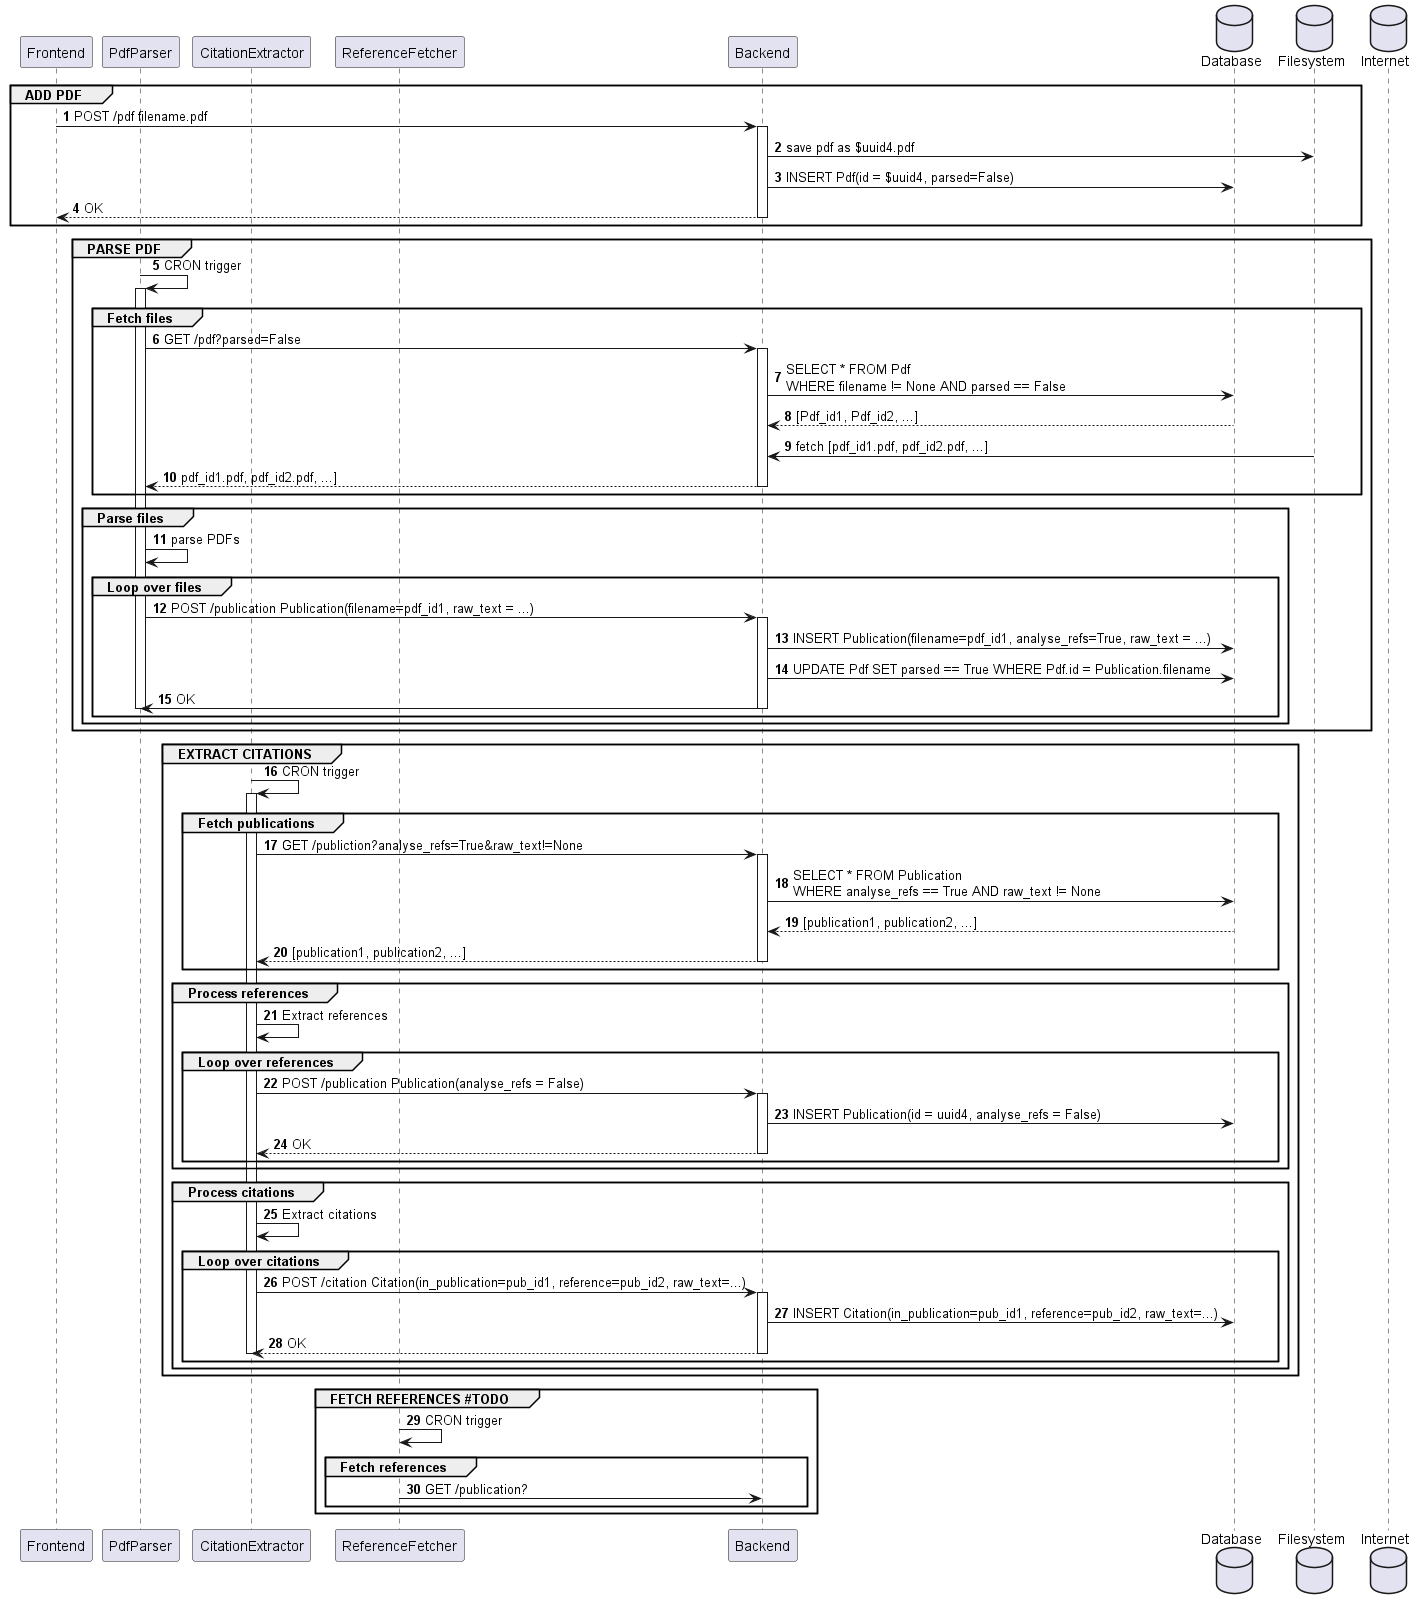 Frontend PdfParser CitationExtractor ReferenceFetcher Backend Database Filesystem Internet
ADD PDF
1 POST /pdf filename.pdf
2 save pdf as $uuid4.pdf
3 INSERT Pdf(id = $uuid4, parsed=False)
4 OK
PARSE PDF
5 CRON trigger
Fetch files
6 GET /pdf?parsed=False
7 SELECT * FROM Pdf
WHERE filename != None AND parsed == False
8 [Pdf_id1, Pdf_id2, ...]
9 fetch [pdf_id1.pdf, pdf_id2.pdf, ...]
10 pdf_id1.pdf, pdf_id2.pdf, ...]
Parse files
11 parse PDFs
Loop over files
12 POST /publication Publication(filename=pdf_id1, raw_text = ...)
13 INSERT Publication(filename=pdf_id1, analyse_refs=True, raw_text = ...)
14 UPDATE Pdf SET parsed == True WHERE Pdf.id = Publication.filename
15 OK
EXTRACT CITATIONS
16 CRON trigger
Fetch publications
17 GET /publiction?analyse_refs=True&raw_text!=None
18 SELECT * FROM Publication
WHERE analyse_refs == True AND raw_text != None
19 [publication1, publication2, ...]
20 [publication1, publication2, ...]
Process references
21 Extract references
Loop over references
22 POST /publication Publication(analyse_refs = False)
23 INSERT Publication(id = uuid4, analyse_refs = False)
24 OK
Process citations
25 Extract citations
Loop over citations
26 POST /citation Citation(in_publication=pub_id1, reference=pub_id2, raw_text=...)
27 INSERT Citation(in_publication=pub_id1, reference=pub_id2, raw_text=...)
28 OK
FETCH REFERENCES #TODO
29 CRON trigger
Fetch references
30 GET /publication?
Frontend PdfParser CitationExtractor ReferenceFetcher Backend Database Filesystem Internet